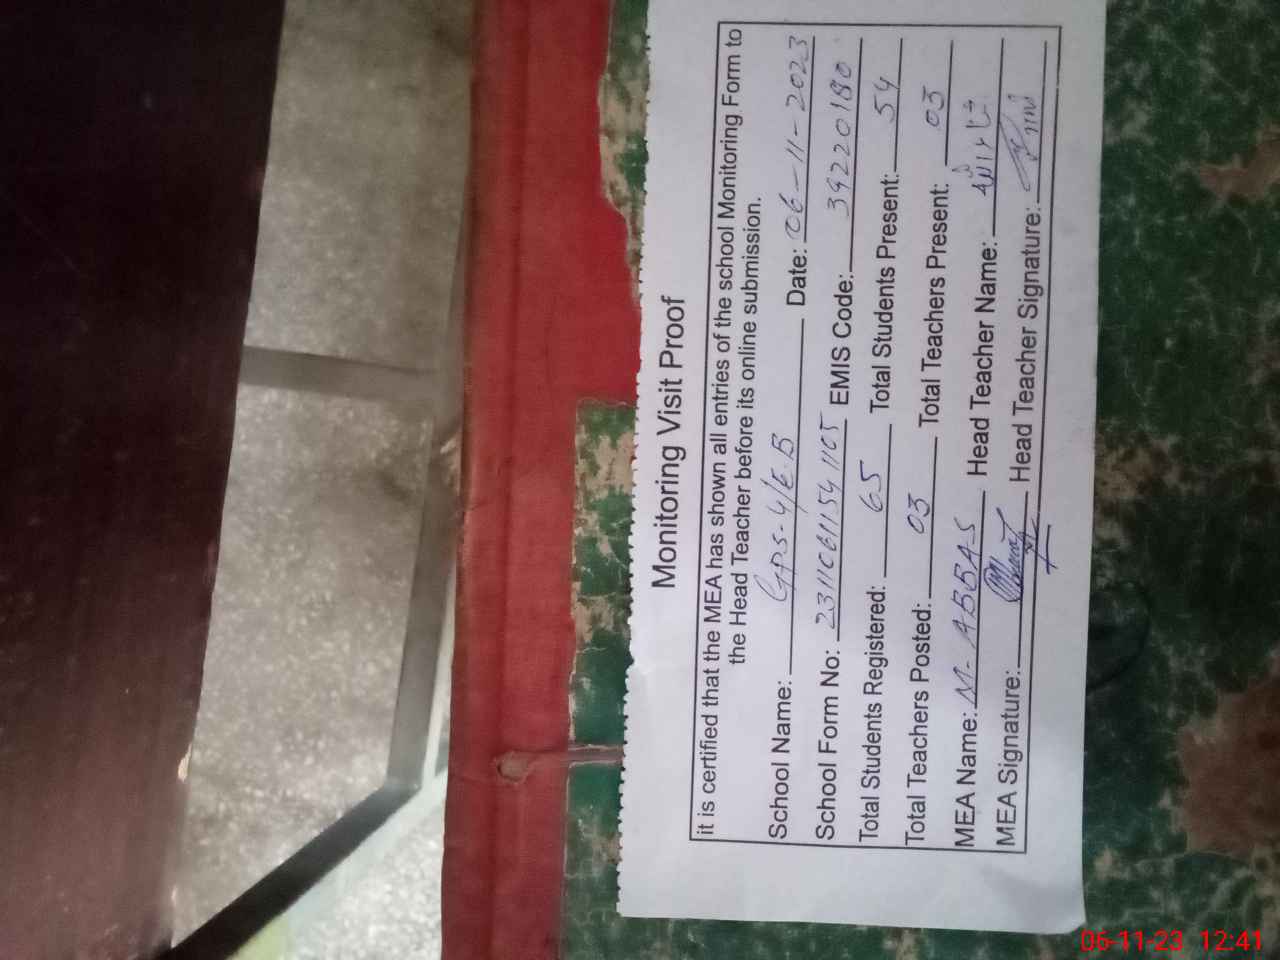 Monitoring Visit Proof
it is certified that the MEA has shown all entries of the school Monitoring Form to
the Head Teacher before its online submission.
School Name: GPS-4/E.B Date: 06-11-2023
School Form No: 23110611541105 EMIS Code: 39220180
Total Students Registered: 65 Total Students Present: 54
Total Teachers Posted: 03 Total Teachers Present: 03
MEA Name: M-ABBAS Head Teacher Name:
MEA Signature: Head Teacher Signature:
06-11-23 12:41